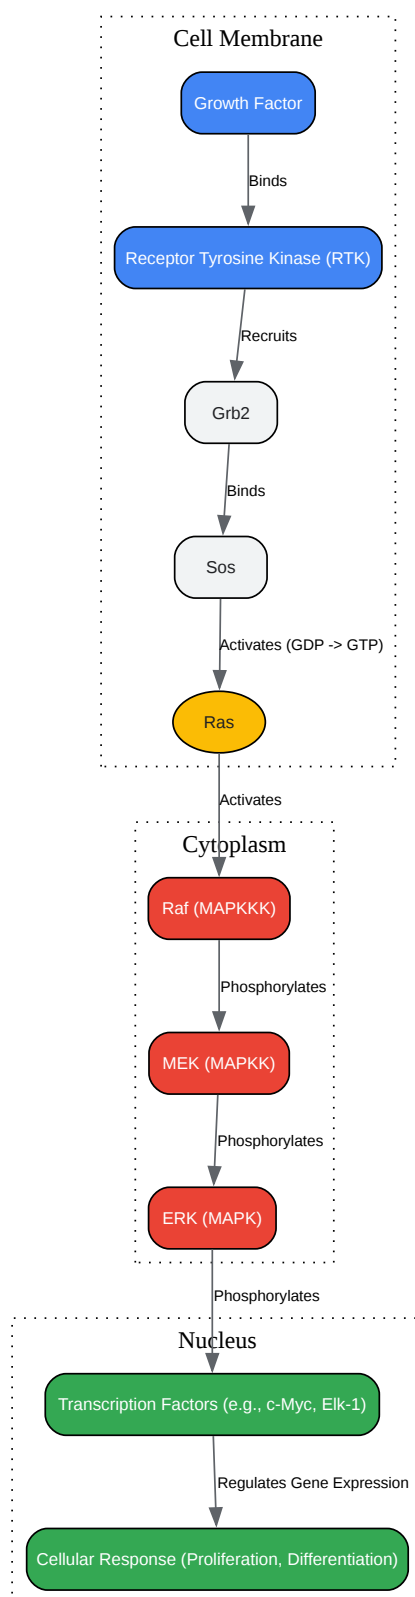 Cell Membrane
Growth Factor
Binds
Receptor Tyrosine Kinase (RTK)
Recruits
Grb2
Binds
Sos
Activates (GDP -> GTP)
Ras
Activates
Cytoplasm
Raf (MAPKKK)
Phosphorylates
MEK (MAPKK)
Phosphorylates
ERK (MAPK)
Phosphorylates
Nucleus
Transcription Factors (e.g., c-Myc, Elk-1)
Regulates Gene Expression
Cellular Response (Proliferation, Differentiation)